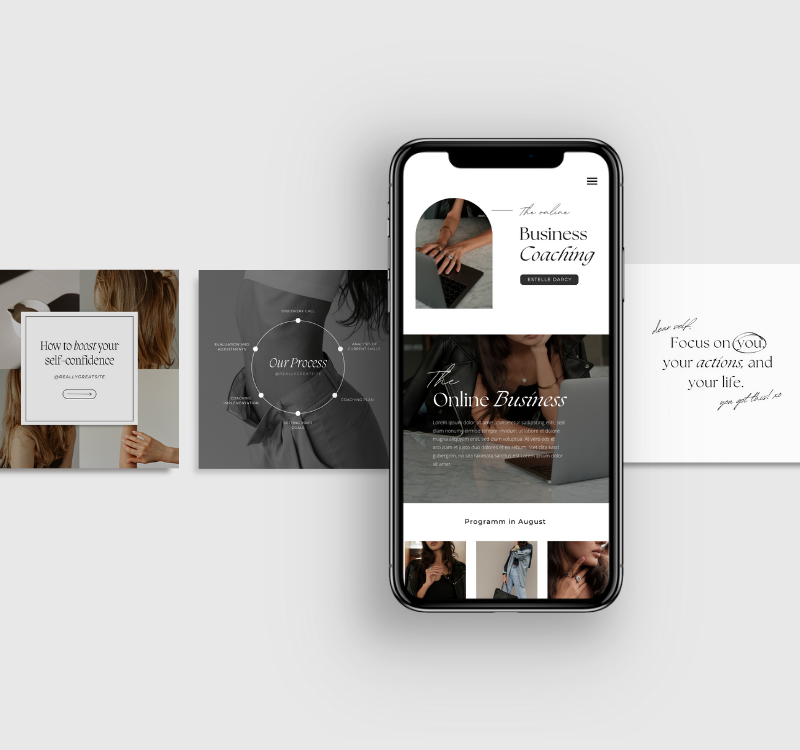 How to boost your
self-confidence
@REALLYGREATSITE
DISCOVERY CALL
EVALUATION AND
ADJUSTMENTS
ANALYSIS OF
CURRENT SKILLS
Our Process
@REALLYGREATSITE
COACHING
IMPLEMENTATION
COACHING PLAN
GOALS
The online
Business
Coaching
ESTELLE DARCY
The
Online Business
Lorem ipsum dolor sit amet, consetetur sadipscing elitr, sed
diam nonumy eirmod tempor invidunt ut labore et dolore
magna aliquyam erat, sed diam voluptua. At vero eos et
accusam et justo duo dolores et ea rebum. Stet clita kasd
gubergren, no sea takimata sanctus est Lorem ipsum dolor
sit amet.
Programm in August
dear self,
Focus on you,
your actions, and
your life.
you got this! xo